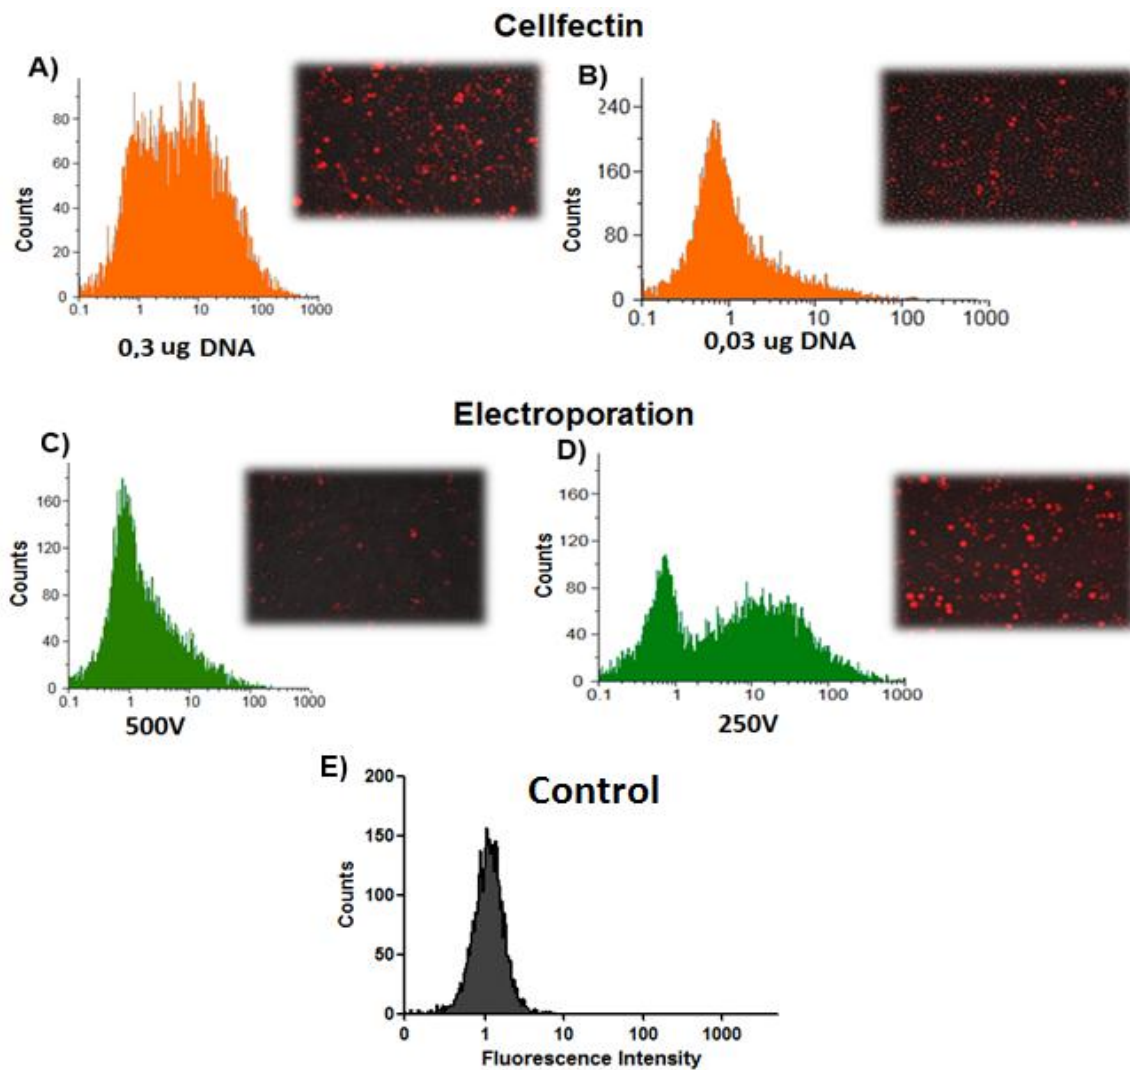 Cellfectin
A)
80
60
40
20
0
Counts
0.1 1 10 100 1000
0,3 ug DNA
B)
240
160
80
0
Counts
0.1 1 10 100 1000
0,03 ug DNA
Electroporation
C)
160
120
80
40
0
Counts
0.1 1 10 100 1000
500V
D)
160
120
80
40
0
Counts
0.1 1 10 100 1000
250V
E)
Control
200
150
100
50
0
Counts
0 1 10 100 1000
Fluorescence Intensity